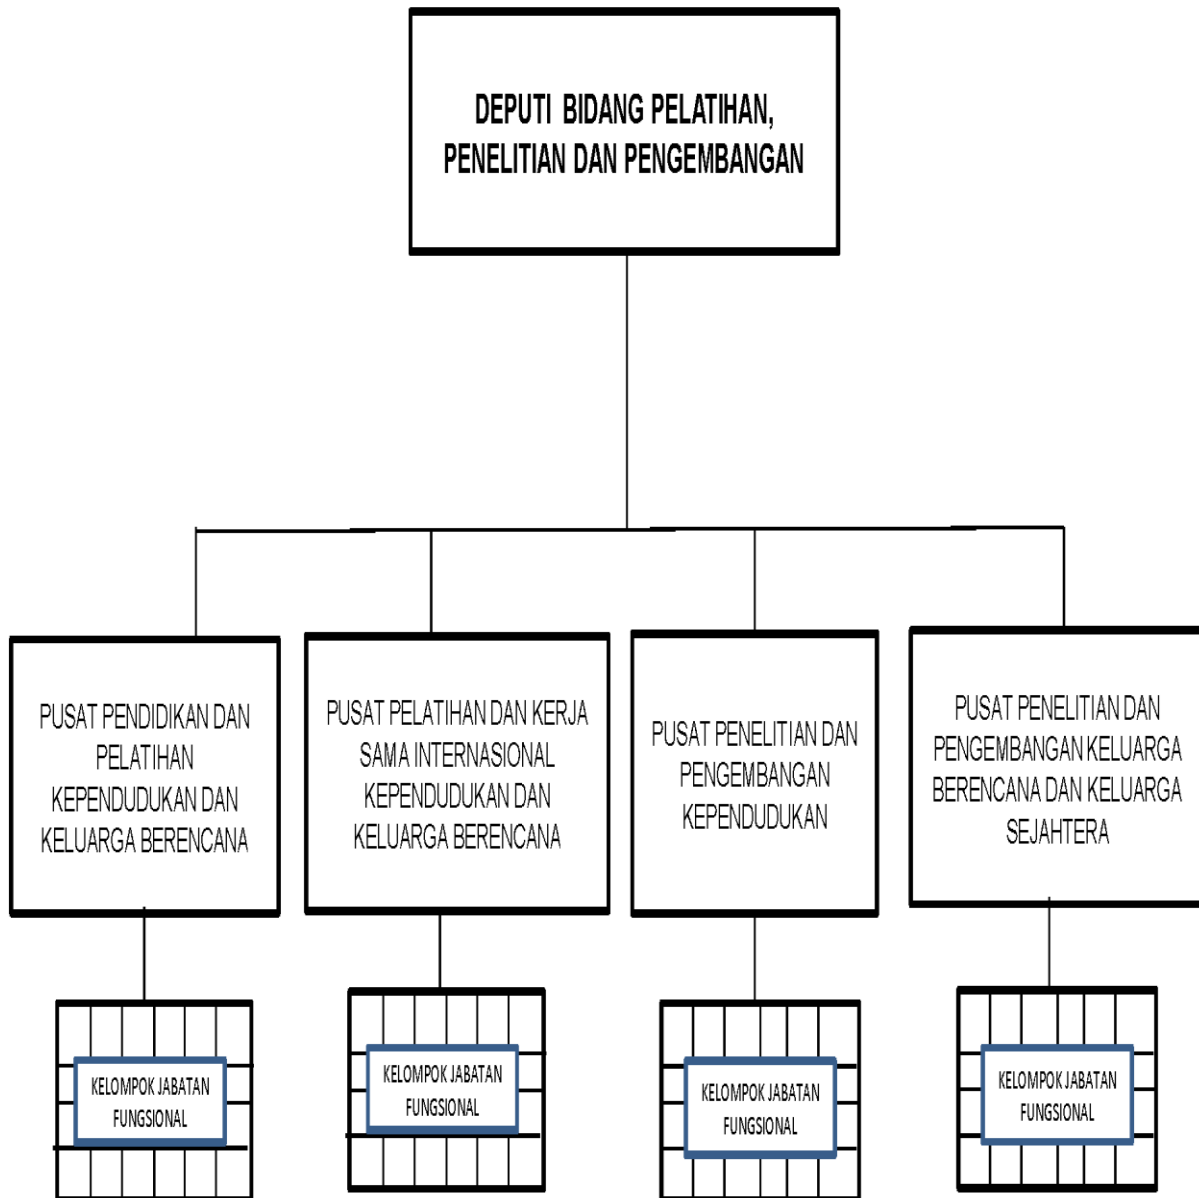 DEPUTI BIDANG PELATIHAN,
PENELITIAN DAN PENGEMBANGAN
PUSAT PENDIDIKAN DAN
PELATIHAN
KEPENDUDUKAN DAN
KELUARGA BERENCANA
PUSAT PELATIHAN DAN KERJA
SAMA INTERNASIONAL
KEPENDUDUKAN DAN
KELUARGA BERENCANA
PUSAT PENELITIAN DAN
PENGEMBANGAN
KEPENDUDUKAN
PUSAT PENELITIAN DAN
PENGEMBANGAN KELUARGA
BERENCANA DAN KELUARGA
SEJAHTERA
KELOMPOK JABATAN
FUNGSIONAL
KELOMPOK JABATAN
FUNGSIONAL
KELOMPOK JABATAN
FUNGSIONAL
KELOMPOK JABATAN
FUNGSIONAL